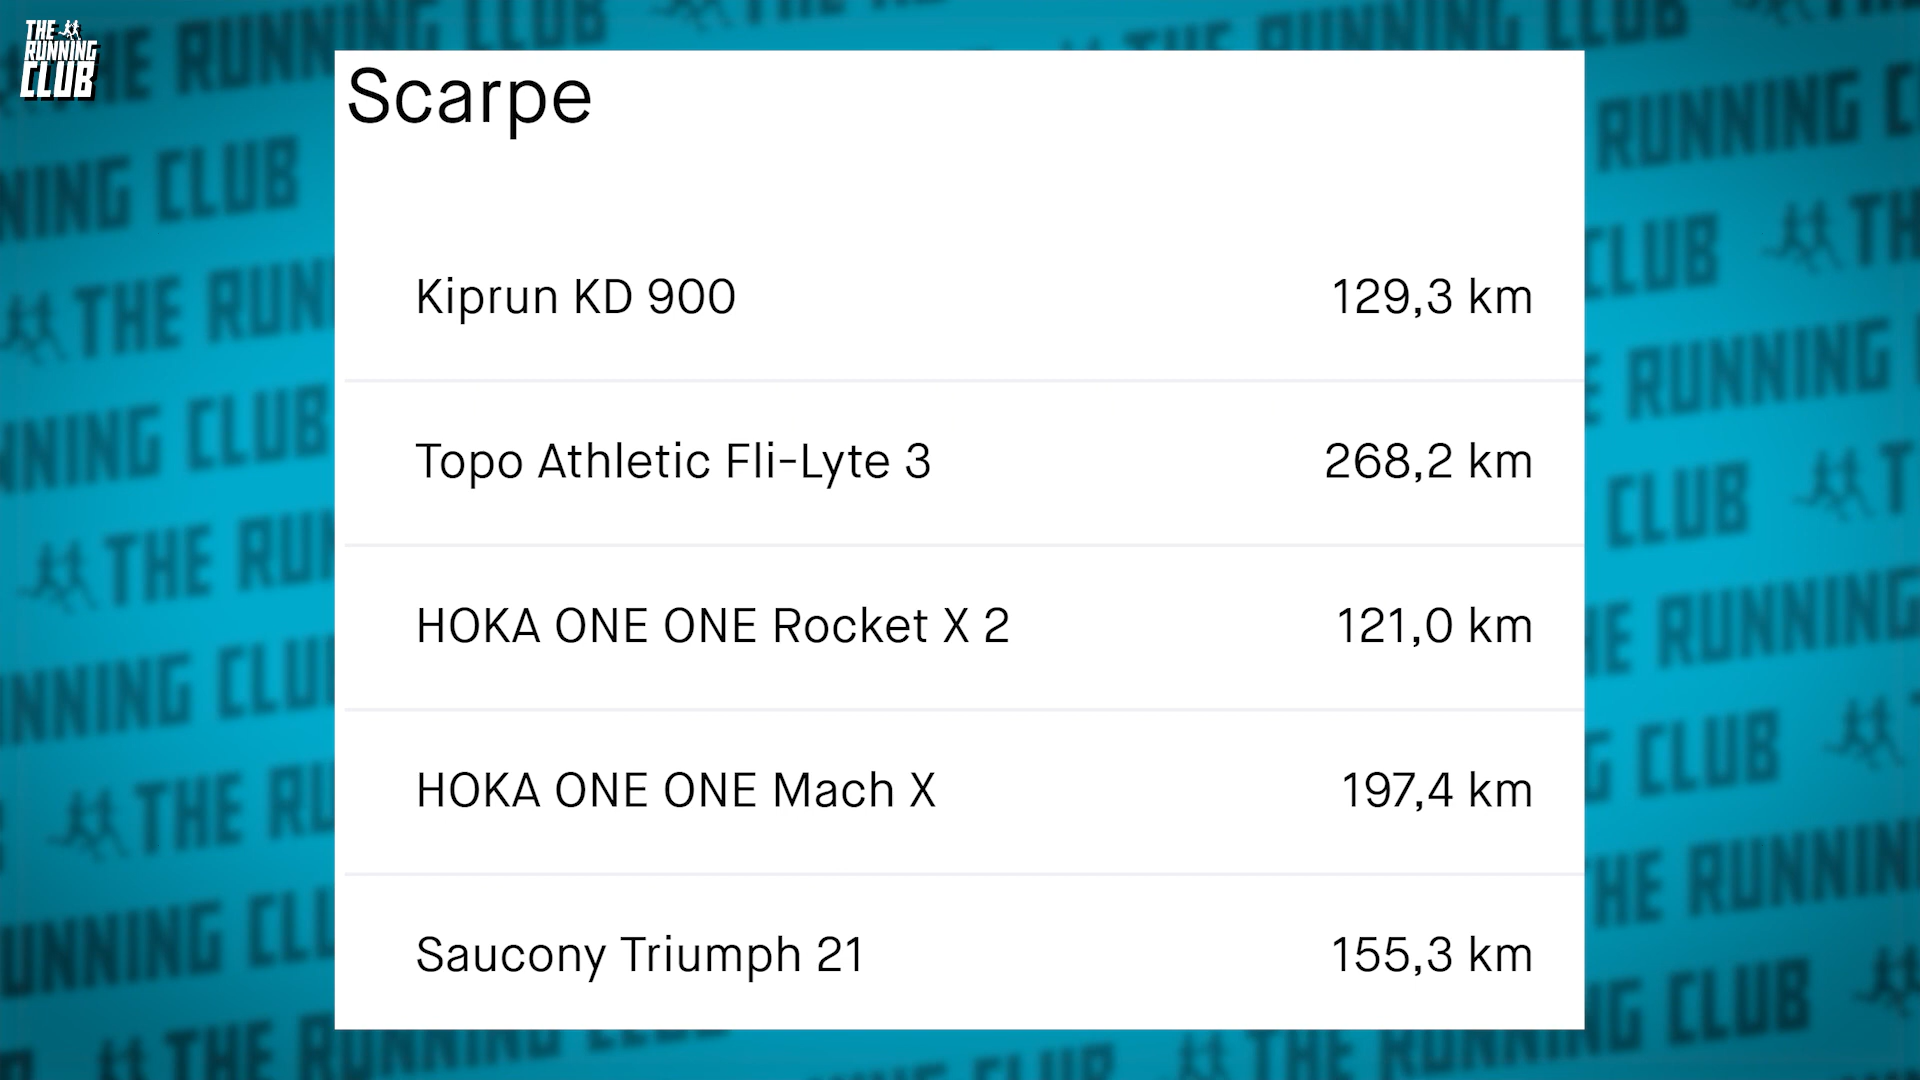 THE
RUNNING
CLUB
Scarpe
Kiprun KD 900 129,3 km
Topo Athletic Fli-Lyte 3 268,2 km
HOKA ONE ONE Rocket X 2 121,0 km
HOKA ONE ONE Mach X 197,4 km
Saucony Triumph 21 155,3 km